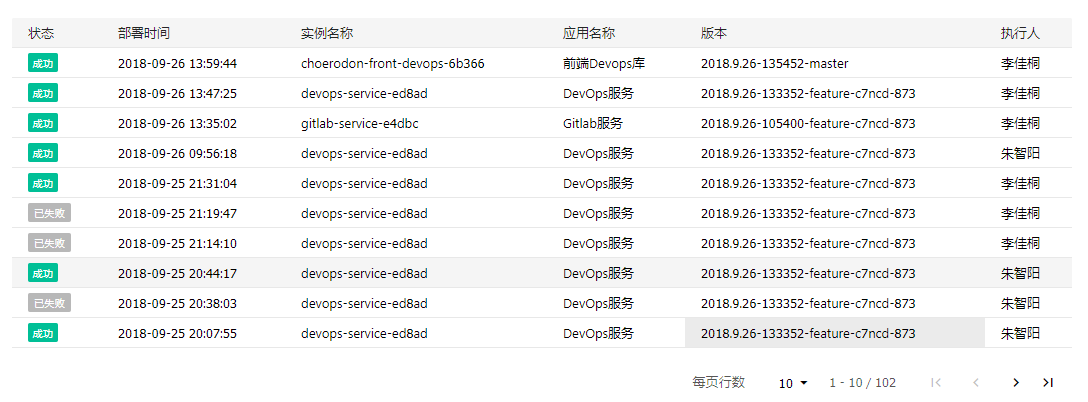 状态 部署时间 实例名称 应用名称 版本 执行人
成功 2018-09-26 13:59:44 choerodon-front-devops-6b366 前端Devops库 2018.9.26-135452-master 李佳桐
成功 2018-09-26 13:47:25 devops-service-ed8ad DevOps服务 2018.9.26-133352-feature-c7ncd-873 李佳桐
成功 2018-09-26 13:35:02 gitlab-service-e4dbc Gitlab服务 2018.9.26-105400-feature-c7ncd-873 李佳桐
成功 2018-09-26 09:56:18 devops-service-ed8ad DevOps服务 2018.9.26-133352-feature-c7ncd-873 朱智阳
成功 2018-09-25 21:31:04 devops-service-ed8ad DevOps服务 2018.9.26-133352-feature-c7ncd-873 李佳桐
已失败 2018-09-25 21:19:47 devops-service-ed8ad DevOps服务 2018.9.26-133352-feature-c7ncd-873 李佳桐
已失败 2018-09-25 21:14:10 devops-service-ed8ad DevOps服务 2018.9.26-133352-feature-c7ncd-873 李佳桐
成功 2018-09-25 20:44:17 devops-service-ed8ad DevOps服务 2018.9.26-133352-feature-c7ncd-873 朱智阳
已失败 2018-09-25 20:38:03 devops-service-ed8ad DevOps服务 2018.9.26-133352-feature-c7ncd-873 朱智阳
成功 2018-09-25 20:07:55 devops-service-ed8ad DevOps服务 2018.9.26-133352-feature-c7ncd-873 朱智阳
每页行数 10 1 - 10 / 102